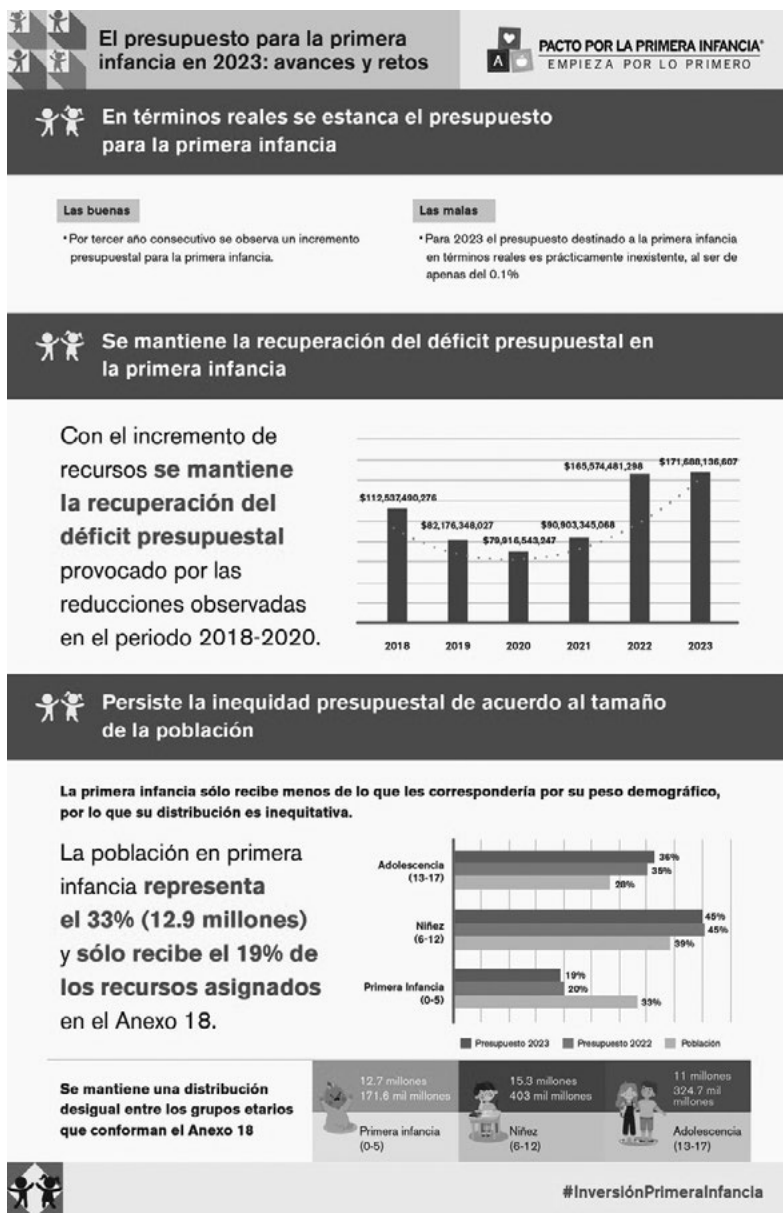 El presupuesto para la primera
infancia en 2023: avances y retos
A
PACTO POR LA PRIMERA INFANCIA®
EMPIEZA POR LO PRIMERO
En términos reales se estanca el presupuesto
para la primera infancia
Las buenas
• Por tercer año consecutivo se observa un incremento
presupuestal para la primera infancia.
Las malas
• Para 2023 el presupuesto destinado a la primera infancia
en términos reales es prácticamente inexistente, al ser de
apenas del 0.1%
Se mantiene la recuperación del déficit presupuestal en
la primera infancia
Con el incremento de
recursos se mantiene
la recuperación del
déficit presupuestal
provocado por las
reducciones observadas
en el periodo 2018-2020.
$112,537,490,276
$82,176,348,027
$79,916,543,247
$90,903,345,068
$165,574,481,298
$171,688,136,607
2018
2019
2020
2021
2022
2023
Persiste la inequidad presupuestal de acuerdo al tamaño
de la población
La primera infancia sólo recibe menos de lo que les correspondería por su peso demográfico,
por lo que su distribución es inequitativa.
La población en primera
infancia representa
el 33% (12.9 millones)
y sólo recibe el 19% de
los recursos asignados
en el Anexo 18.
Adolescencia
(13-17)
36%
35%
28%
Niñez
(6-12)
45%
45%
39%
Primera Infancia
(0-5)
19%
20%
33%
Presupuesto 2023
Presupuesto 2022
Población
Se mantiene una distribución
desigual entre los grupos etarios
que conforman el Anexo 18
12.7 millones
171.6 mil millones
Primera infancia
(0-5)
15.3 millones
403 mil millones
Niñez
(6-12)
11 millones
324.7 mil
millones
Adolescencia
(13-17)
#InversiónPrimeraInfancia